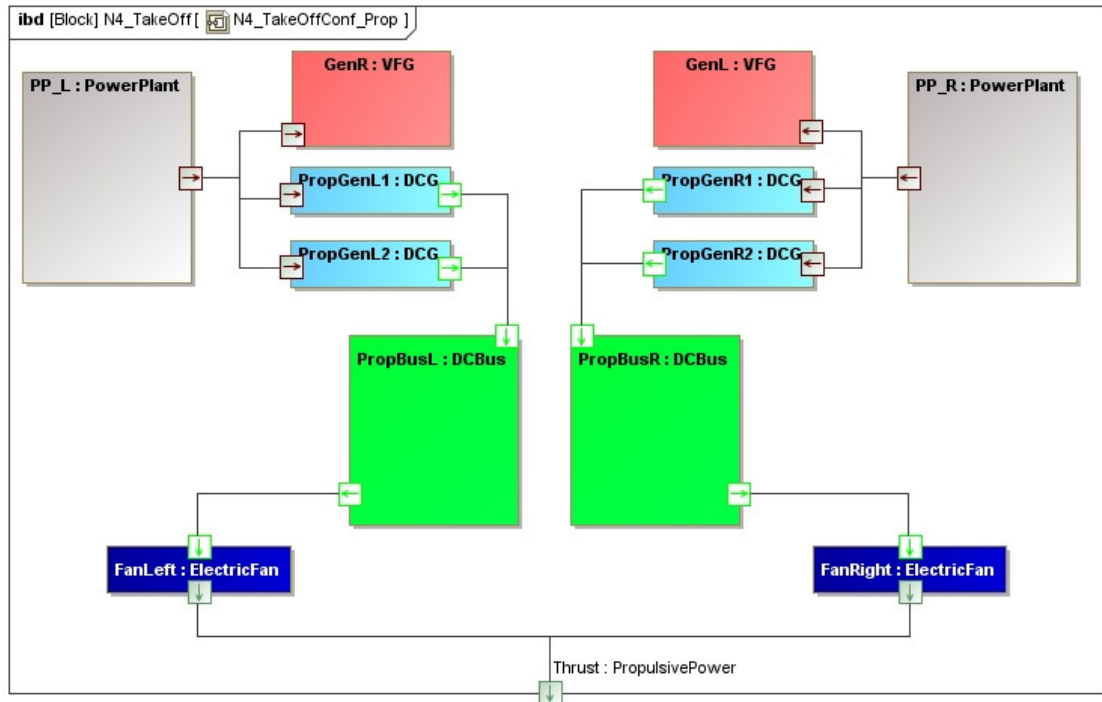 ibd [Block] N4_TakeOff [ N4_TakeOffConf_Prop ]
PP_L : PowerPlant
GenR : VFG
GenL : VFG
PP_R : PowerPlant
PropGenL1 : DCG
PropGenR1 : DCG
PropGenL2 : DCG
PropGenR2 : DCG
PropBusL : DCBus
PropBusR : DCBus
FanLeft : ElectricFan
FanRight : ElectricFan
Thrust : PropulsivePower